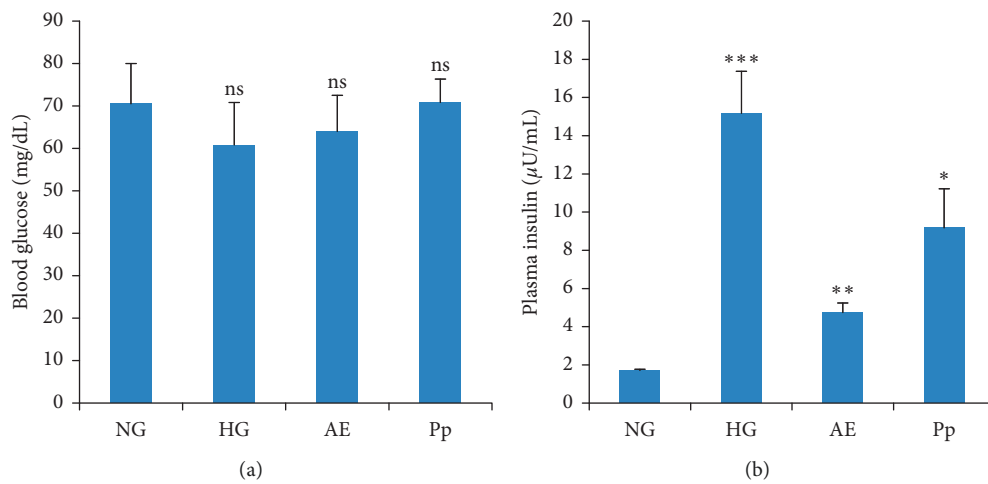 90
80
70
60
50
40
30
20
10
0
Blood glucose (mg/dL)
ns
ns
ns
NG
HG
AE
Pp
(a)
20
18
16
14
12
10
8
6
4
2
0
Plasma insulin (μU/mL)
***
**
*
NG
HG
AE
Pp
(b)